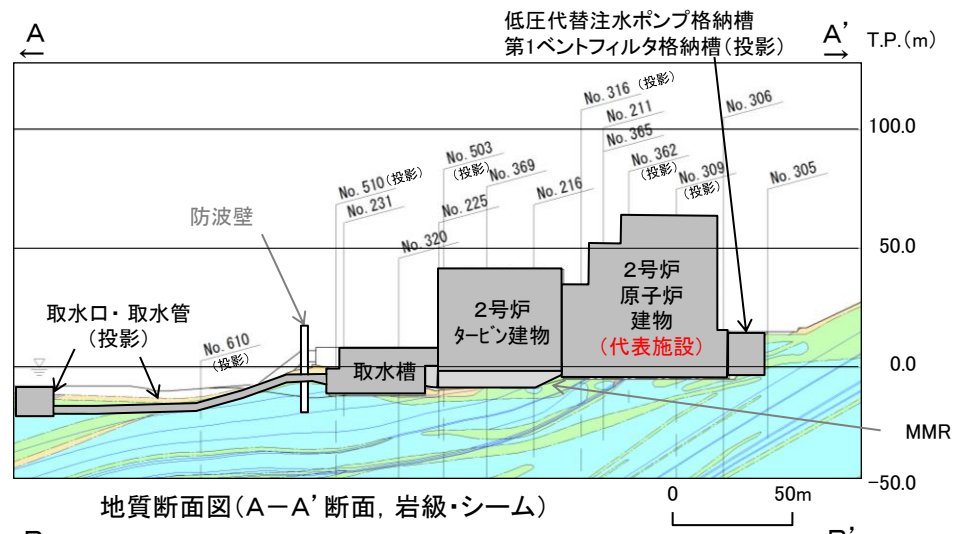 低圧代替注水ポンプ格納槽
第1ベントフィルタ格納槽(投影)
A
←
A'
→
T.P.(m)
No. 316 (投影)
No. 306
No. 211
100.0
No. 365
No. 503
(投影)
No. 362
(投影)
No. 369
No. 309
(投影)
No. 305
No. 510(投影)
No. 231
No. 225
No. 216
防波壁
No. 320
50.0
2号炉
原子炉
建物
(代表施設)
2号炉
タービン建物
取水口・取水管
(投影)
No. 610
(投影)
取水槽
0.0
MMR
-50.0
地質断面図(A-A'断面, 岩級・シーム)
0
50m